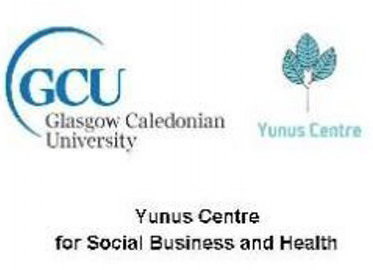 GCU
Glasgow Caledonian
University
Yunus Centre
Yunus Centre
for Social Business and Health